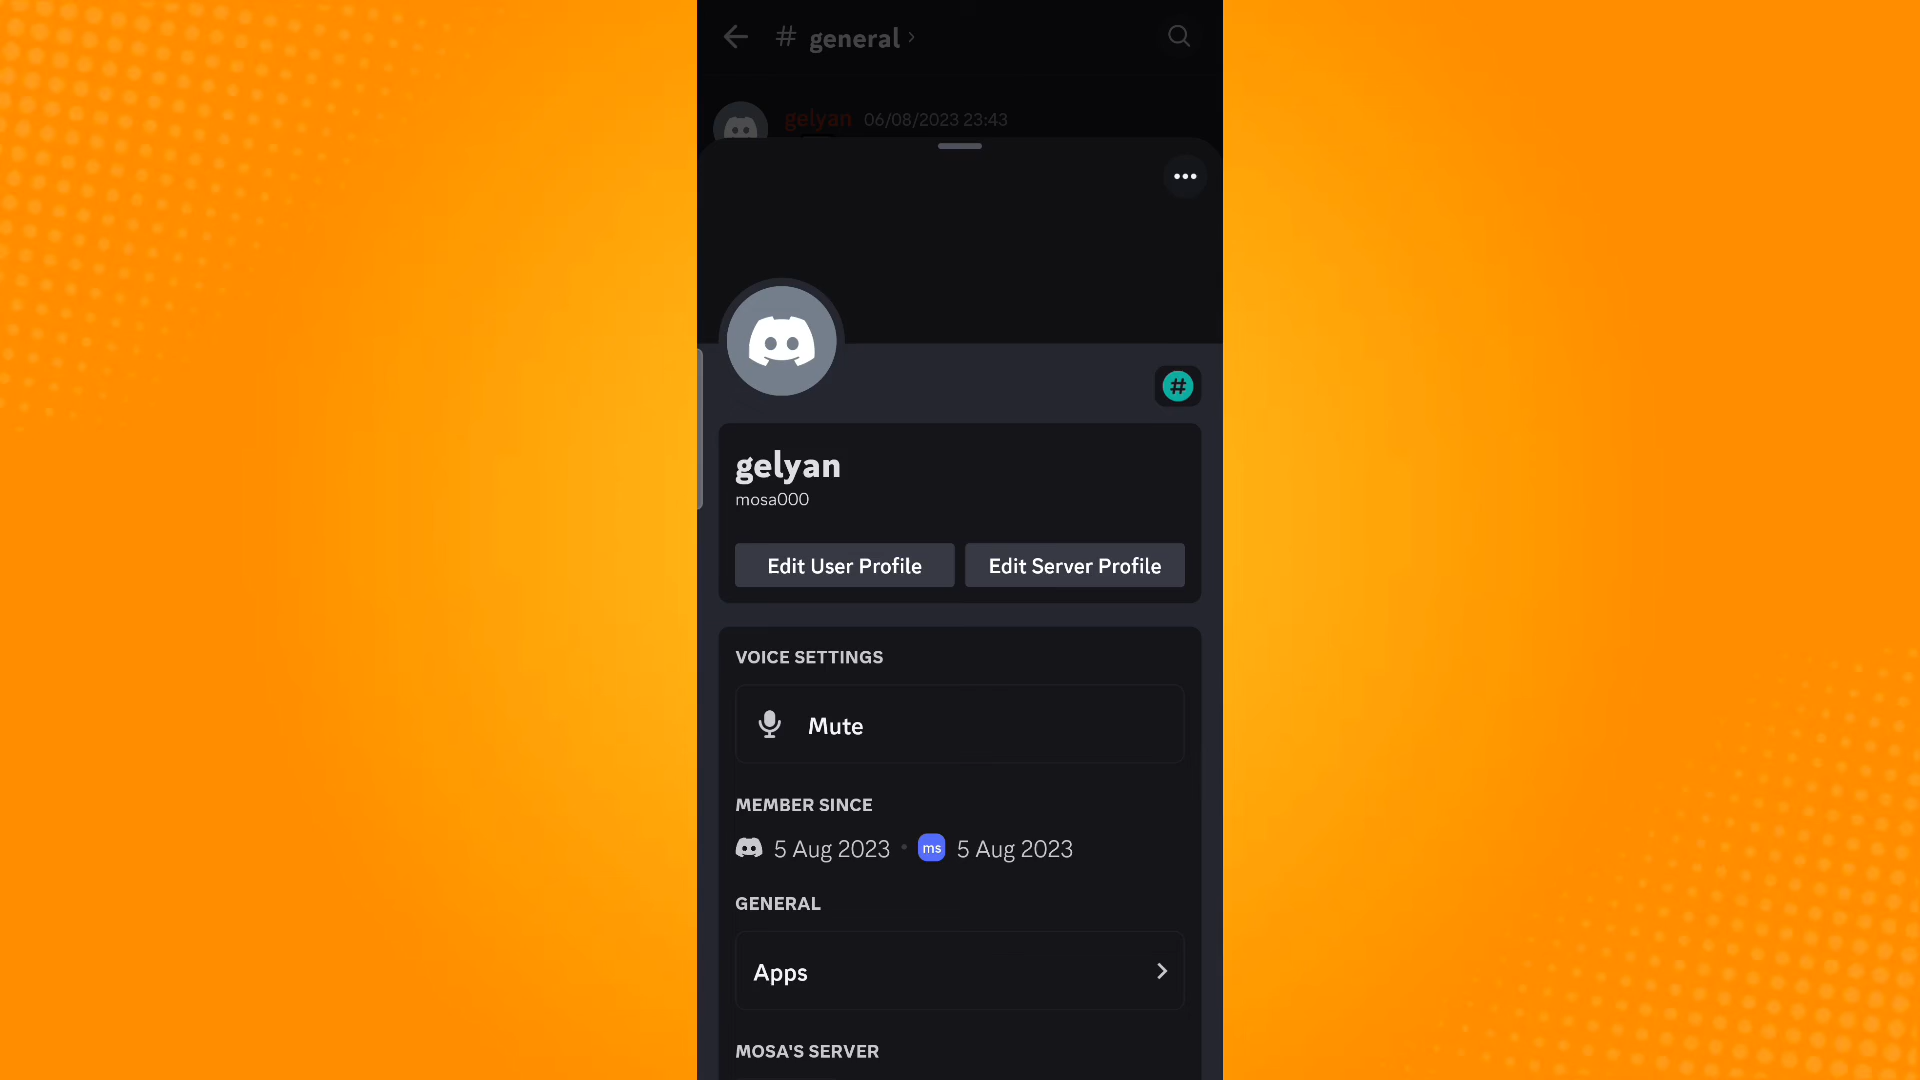 # general
gelyan 06/08/2023 23:43
#
gelyan
mosa000
Edit User Profile Edit Server Profile
VOICE SETTINGS
Mute
MEMBER SINCE
5 Aug 2023 • ms 5 Aug 2023
GENERAL
Apps
MOSA'S SERVER